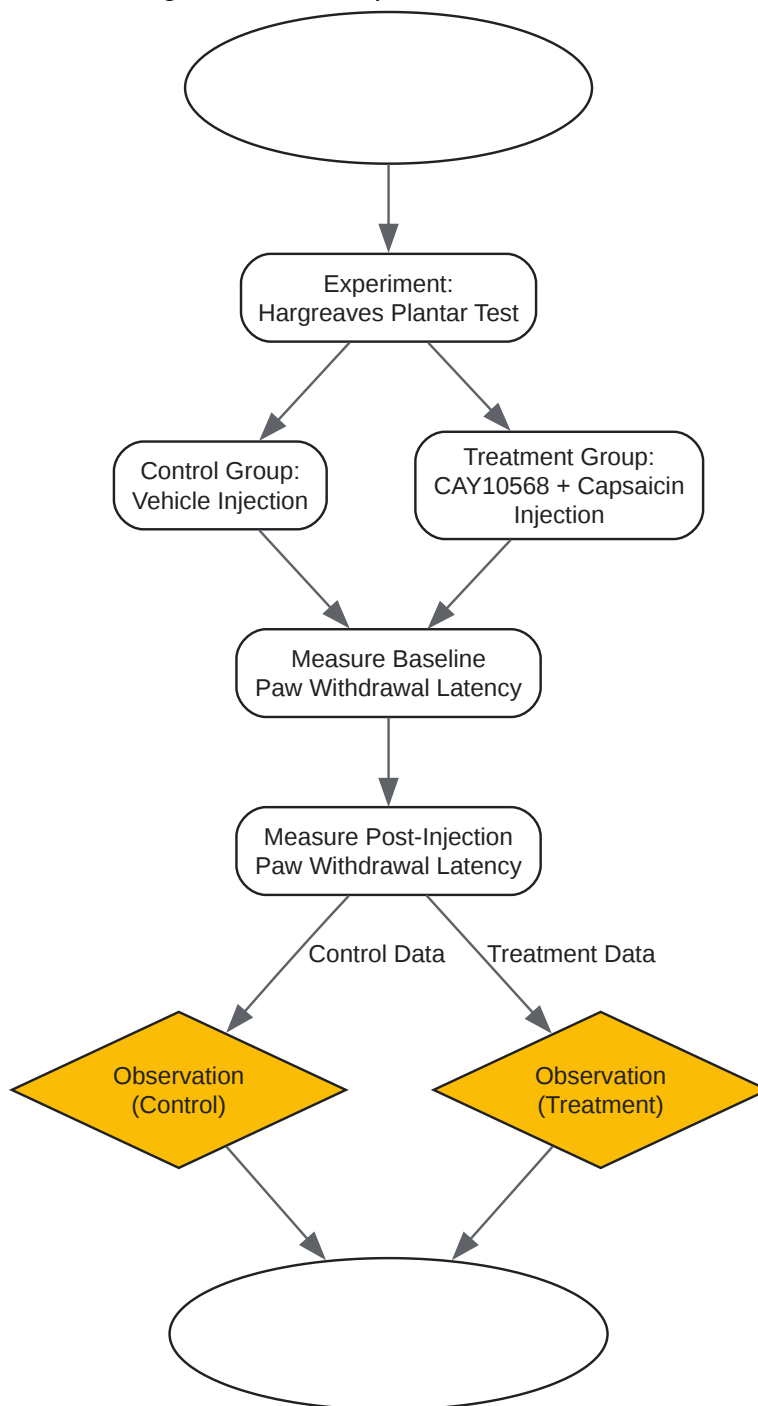 Experiment:
Hargreaves Plantar Test
Control Group:
Vehicle Injection
Treatment Group:
CAY10568 + Capsaicin
Injection
Measure Baseline
Paw Withdrawal Latency
Measure Post-Injection
Paw Withdrawal Latency
Control Data
Treatment Data
Observation
(Control)
Observation
(Treatment)